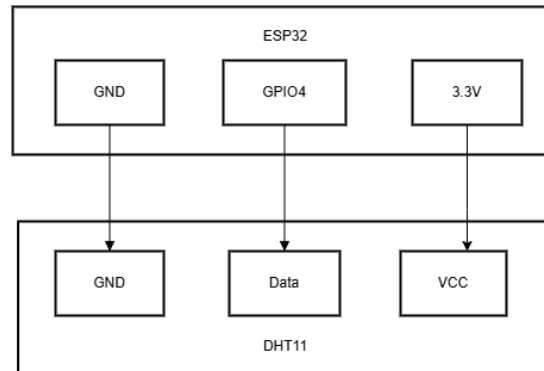 ESP32
GND GPIO4 3.3V
GND Data VCC
DHT11